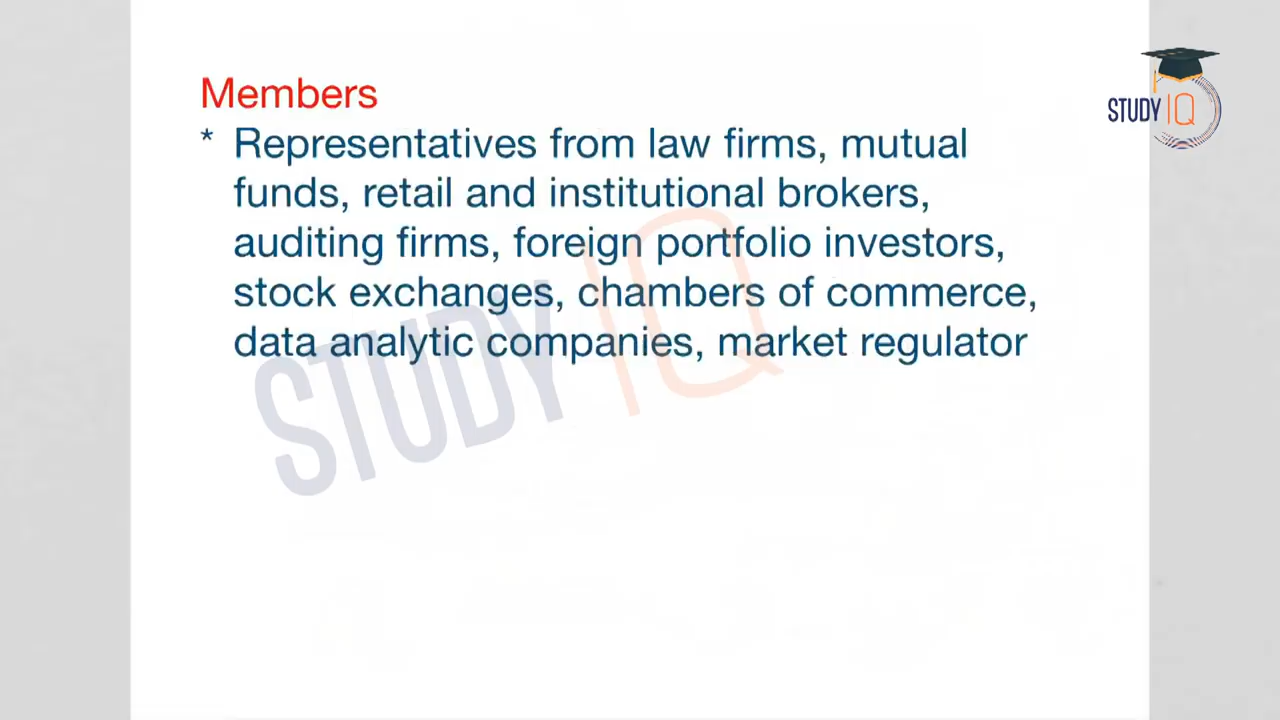 Members
* Representatives from law firms, mutual
funds, retail and institutional brokers,
auditing firms, foreign portfolio investors,
stock exchanges, chambers of commerce,
data analytic companies, market regulator
STUDY IQ
STUDY IQ